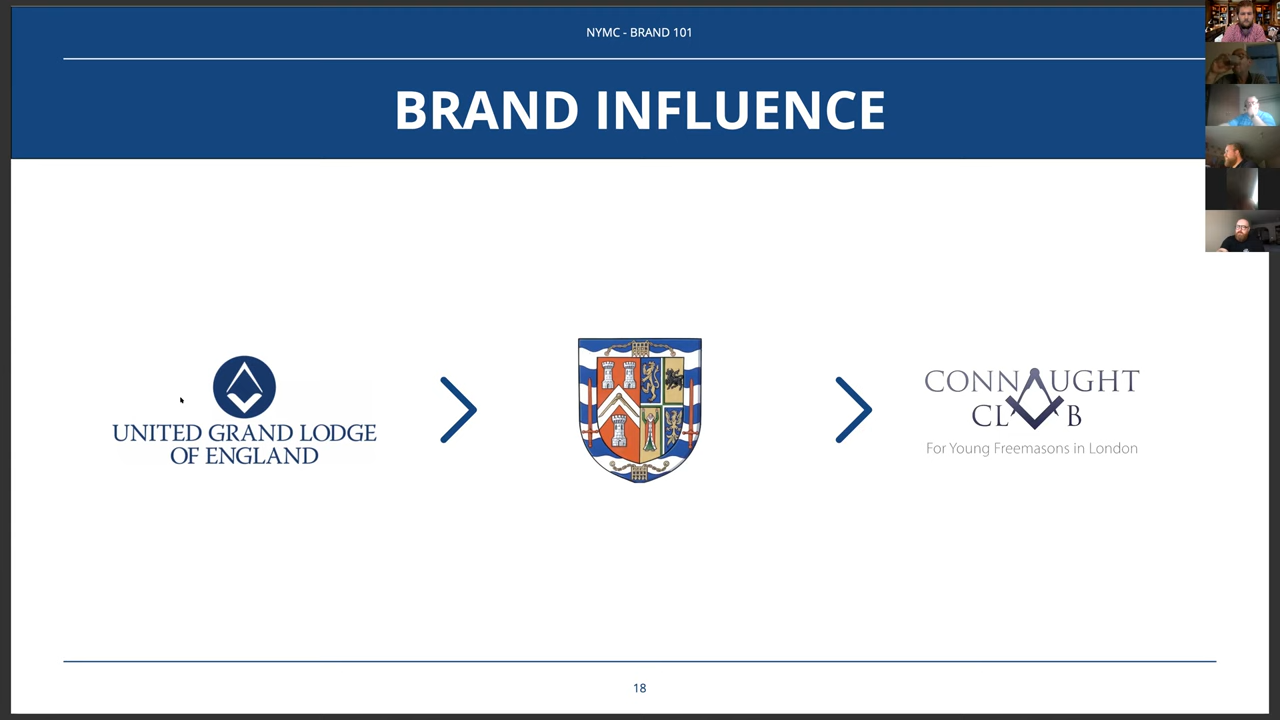 NYMC - BRAND 101
BRAND INFLUENCE
UNITED GRAND LODGE
OF ENGLAND
CONNAUGHT
CLUB
For Young Freemasons in London
18